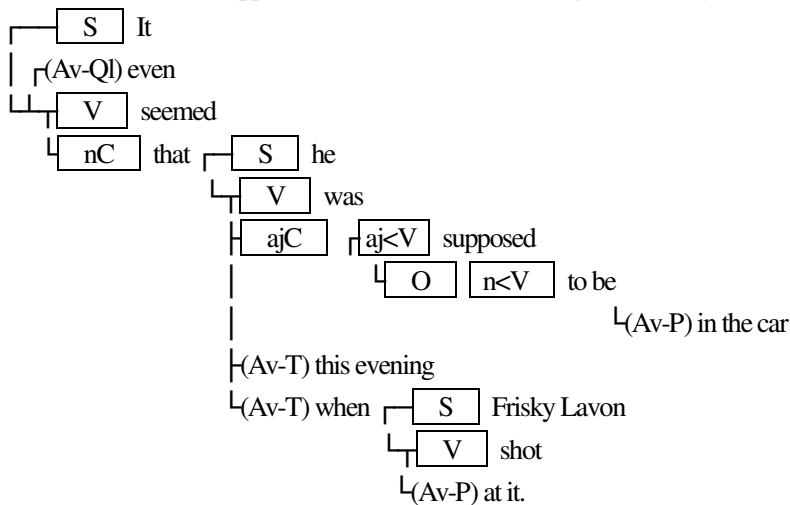 S It
(Av-Ql) even
V seemed
nC that S he
V was
ajC aj<V supposed
O n<V to be
(Av-P) in the car
(Av-T) this evening
(Av-T) when S Frisky Lavon
V shot
(Av-P) at it.